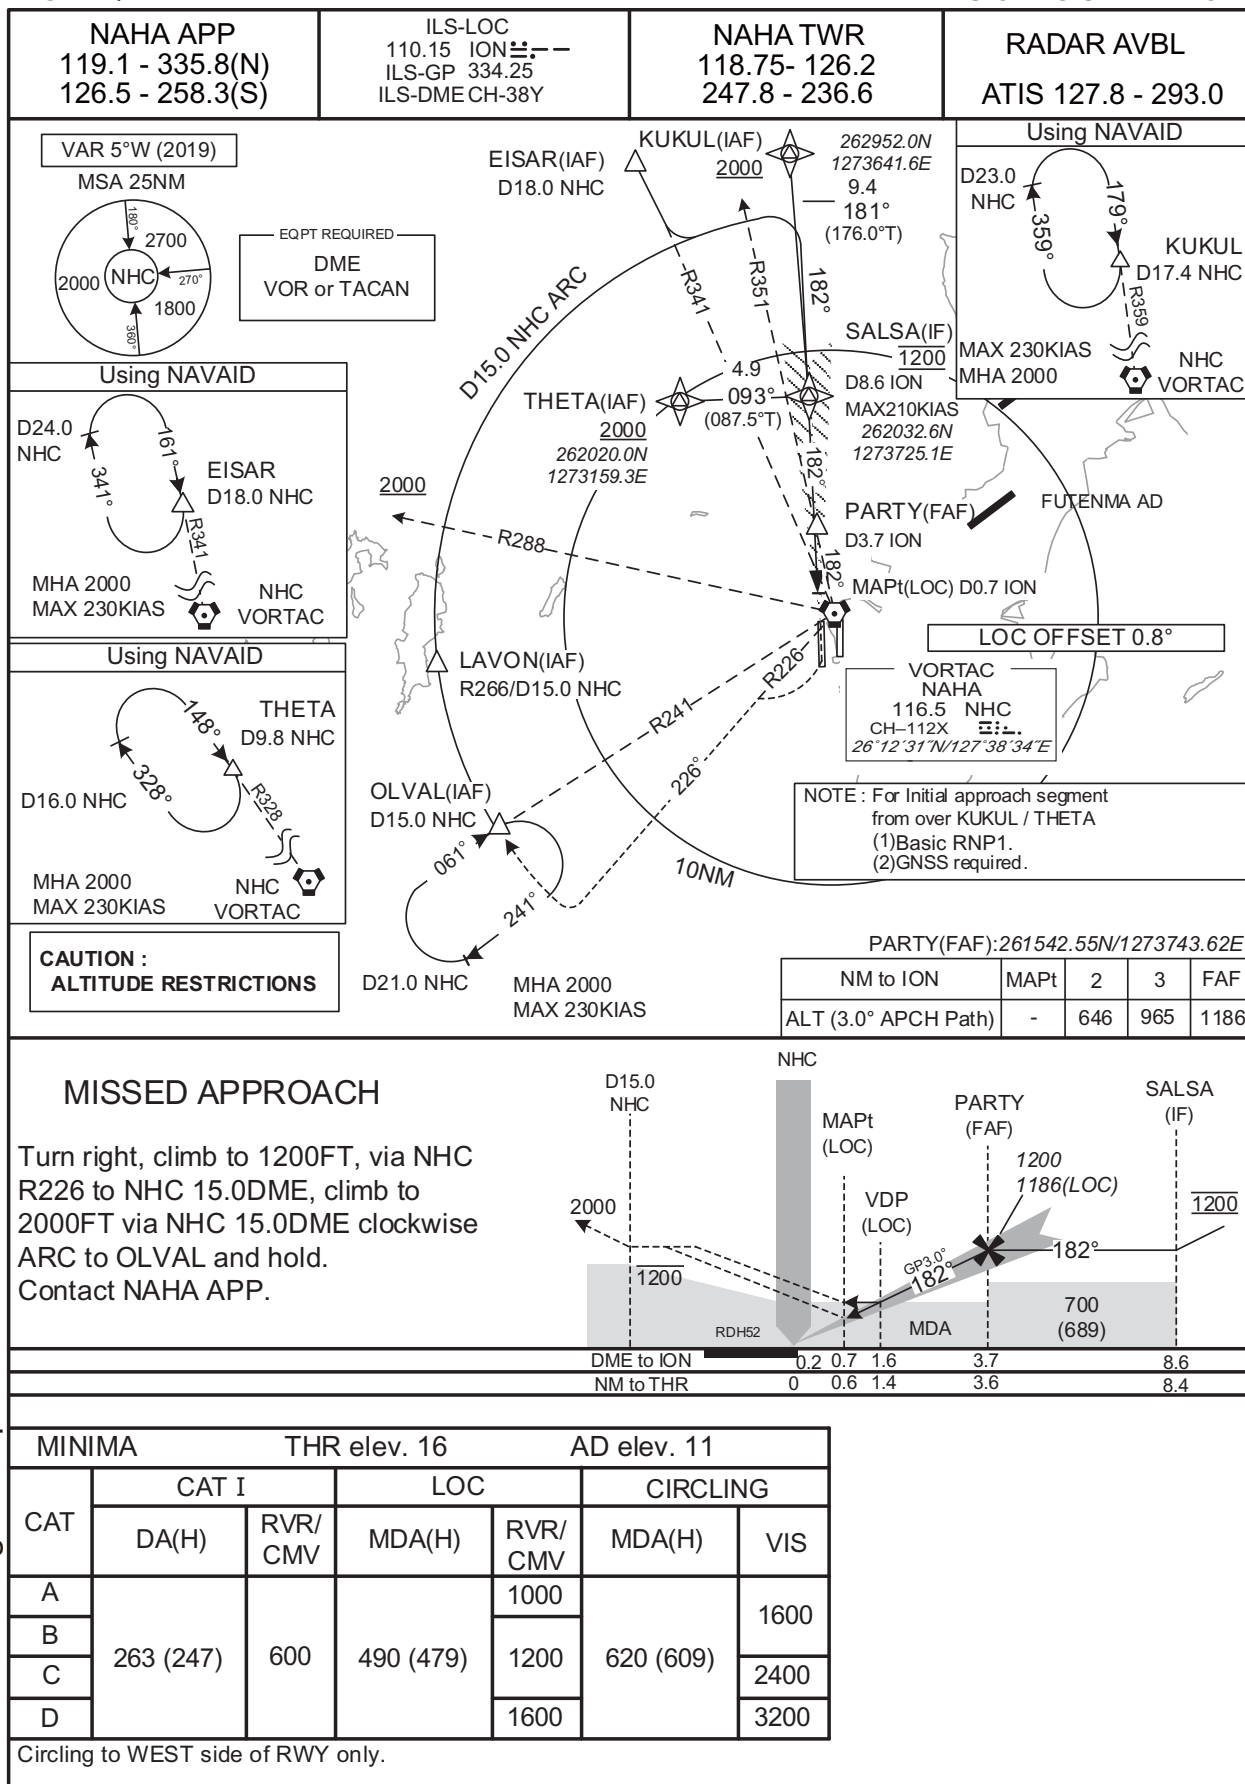 NAHA APP
119.1 - 335.8(N)
126.5 - 258.3(S)
ILS-LOC
110.15 ION
ILS-GP 334.25
ILS-DME CH-38Y
NAHA TWR
118.75- 126.2
247.8 - 236.6
RADAR AVBL
ATIS 127.8 - 293.0
VAR 5°W (2019)
MSA 25NM
180°
2700
2000
NHC
270°
1800
360°
EQPT REQUIRED
DME
VOR or TACAN
EISAR(IAF)
D18.0 NHC
KUKUL(IAF)
2000
262952.0N
1273641.6E
9.4
181°
(176.0°T)
Using NAVAID
D23.0
NHC
179°
359°
KUKUL
D17.4 NHC
R359
MAX 230KIAS
MHA 2000
NHC
VORTAC
D15.0 NHC ARC
R341
R351
182°
SALSA(IF)
1200
D8.6 ION
MAX210KIAS
262032.6N
1273725.1E
4.9
093°
(087.5°T)
THETA(IAF)
2000
262020.0N
1273159.3E
Using NAVAID
D24.0
NHC
161°
341°
EISAR
D18.0 NHC
R341
MHA 2000
MAX 230KIAS
NHC
VORTAC
2000
R288
182°
PARTY(FAF)
D3.7 ION
FUTENMA AD
182°
MAPt(LOC) D0.7 ION
LOC OFFSET 0.8°
Using NAVAID
148°
328°
THETA
D9.8 NHC
D16.0 NHC
R328
MHA 2000
MAX 230KIAS
NHC
VORTAC
LAVON(IAF)
R266/D15.0 NHC
R241
R226
226°
VORTAC
NAHA
116.5 NHC
CH–112X
26°12´31˝N/127°38´34˝E
OLVAL(IAF)
D15.0 NHC
061°
241°
D21.0 NHC
MHA 2000
MAX 230KIAS
10NM
NOTE : For Initial approach segment
from over KUKUL / THETA
(1)Basic RNP1.
(2)GNSS required.
CAUTION :
ALTITUDE RESTRICTIONS
PARTY(FAF):261542.55N/1273743.62E
NM to ION MAPt 2 3 FAF
ALT (3.0° APCH Path) - 646 965 1186
MISSED APPROACH
Turn right, climb to 1200FT, via NHC
R226 to NHC 15.0DME, climb to
2000FT via NHC 15.0DME clockwise
ARC to OLVAL and hold.
Contact NAHA APP.
D15.0
NHC
NHC
MAPt
(LOC)
VDP
(LOC)
PARTY
(FAF)
SALSA
(IF)
1200
1186(LOC)
1200
2000
1200
GP3.0°
182°
182°
RDH52
MDA
700
(689)
DME to ION 0.2 0.7 1.6 3.7 8.6
NM to THR 0 0.6 1.4 3.6 8.4
MINIMA THR elev. 16 AD elev. 11
CAT CAT I LOC CIRCLING
DA(H) RVR/CMV MDA(H) RVR/CMV MDA(H) VIS
A 263 (247) 600 490 (479) 1000 620 (609) 1600
B 1200
C 2400
D 1600 3200
Circling to WEST side of RWY only.